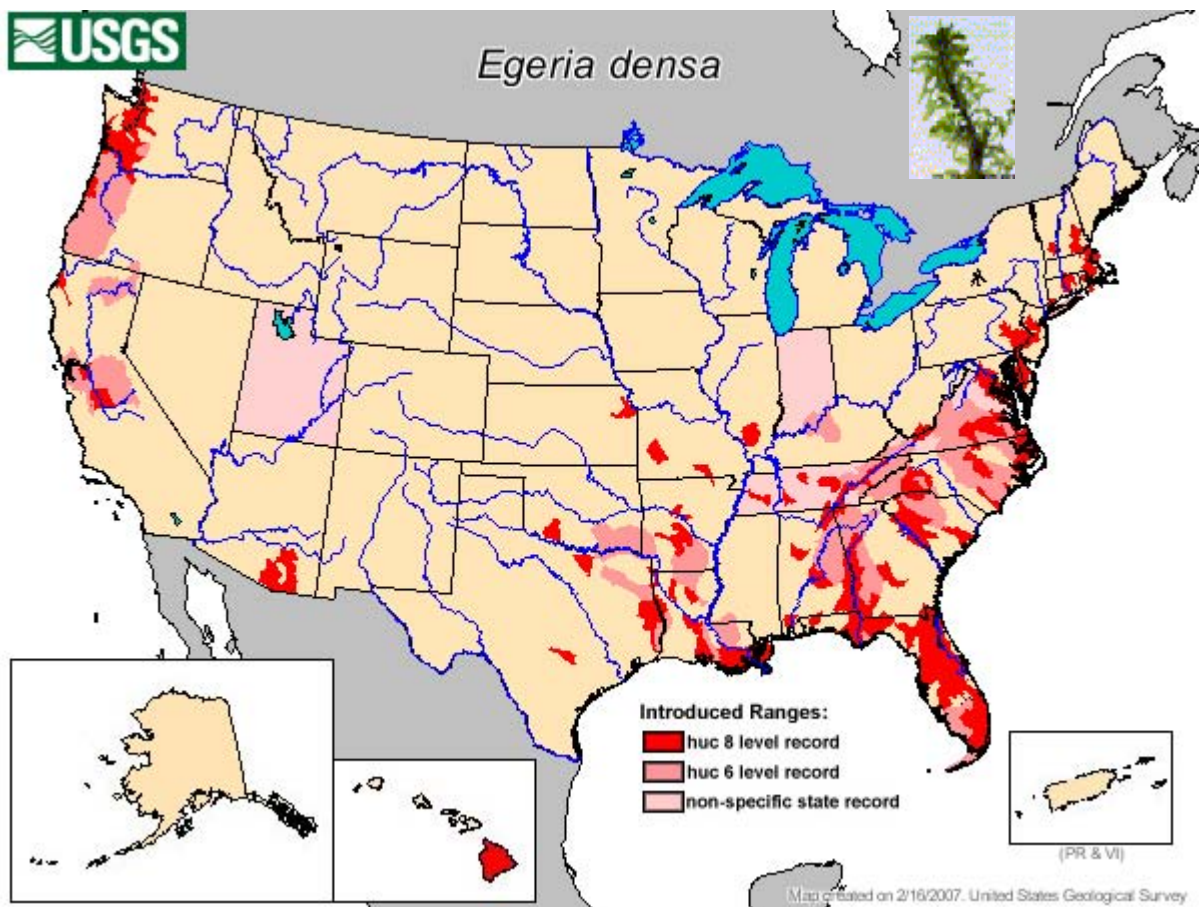 USGS
Egeria densa
Introduced Ranges:
huc 8 level record
huc 6 level record
non-specific state record
(PR & VI)
Map created on 2/16/2007. United States Geological Survey